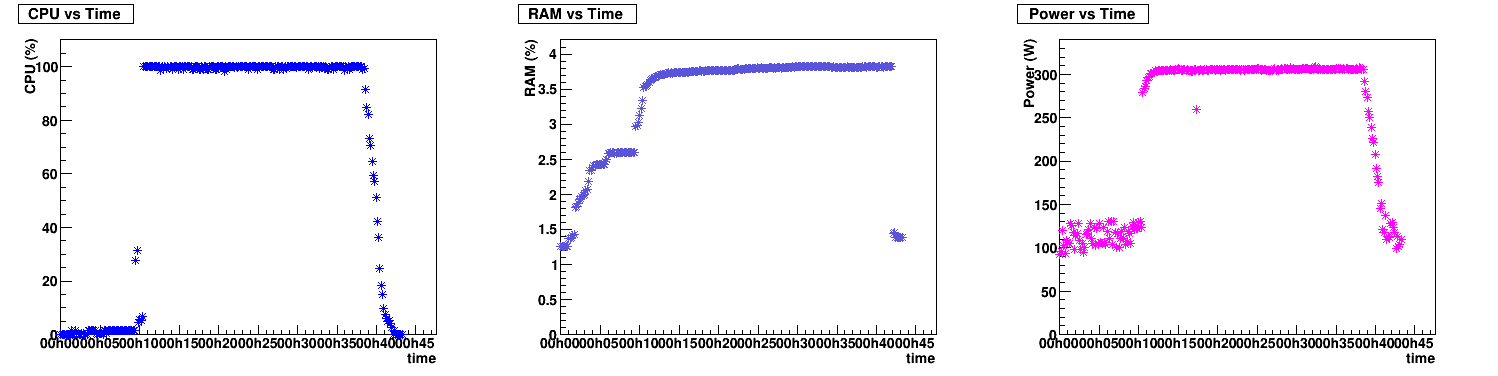 CPU vs Time
CPU (%)
100
80
60
40
20
0
00h0000h0500h1000h1500h2000h2500h3000h3500h4000h45
time
RAM vs Time
RAM (%)
4
3.5
3
2.5
2
1.5
1
0.5
0
00h0000h0500h1000h1500h2000h2500h3000h3500h4000h45
time
Power vs Time
Power (W)
300
250
200
150
100
50
0
00h0000h0500h1000h1500h2000h2500h3000h3500h4000h45
time